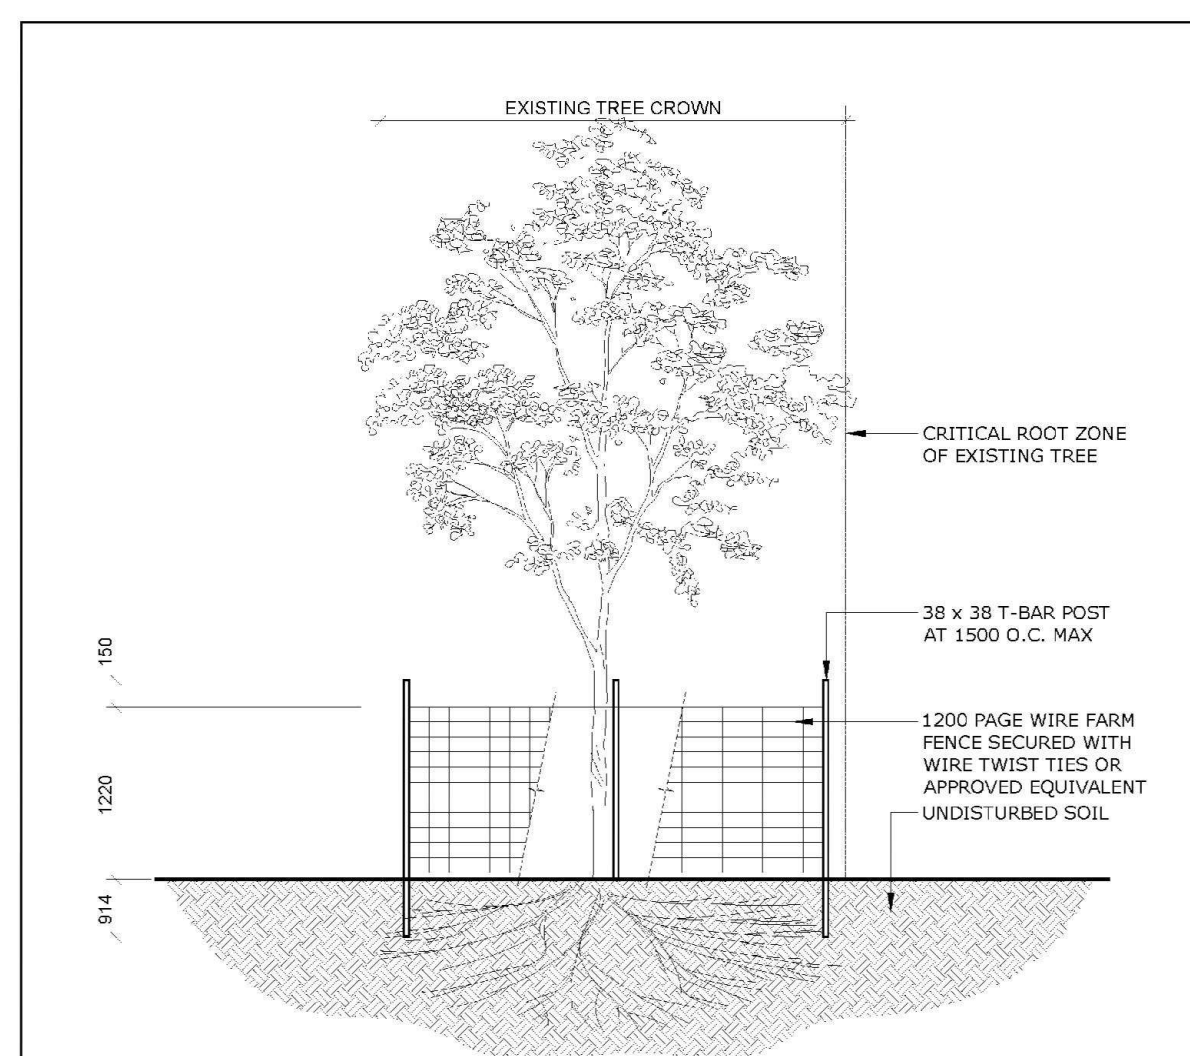 EXISTING TREE CROWN
CRITICAL ROOT ZONE
OF EXISTING TREE
38 x 38 T-BAR POST
AT 1500 O.C. MAX
150
1200 PAGE WIRE FARM
FENCE SECURED WITH
WIRE TWIST TIES OR
APPROVED EQUIVALENT
1220
UNDISTURBED SOIL
914